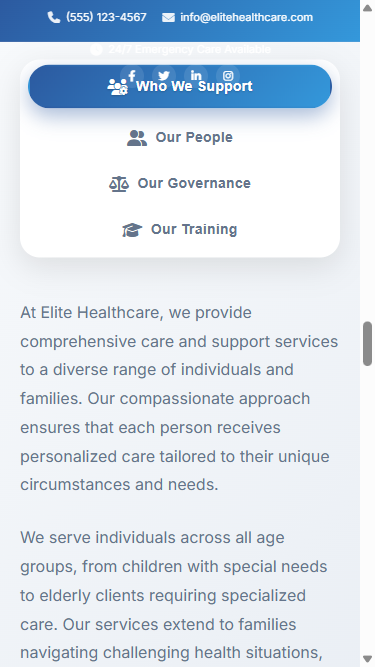 (555) 123-4567 info@elitehealthcare.com
24/7 Emergency Care Available
Who We Support
Our People
Our Governance
Our Training
At Elite Healthcare, we provide
comprehensive care and support services
to a diverse range of individuals and
families. Our compassionate approach
ensures that each person receives
personalized care tailored to their unique
circumstances and needs.
We serve individuals across all age
groups, from children with special needs
to elderly clients requiring specialized
care. Our services extend to families
navigating challenging health situations,